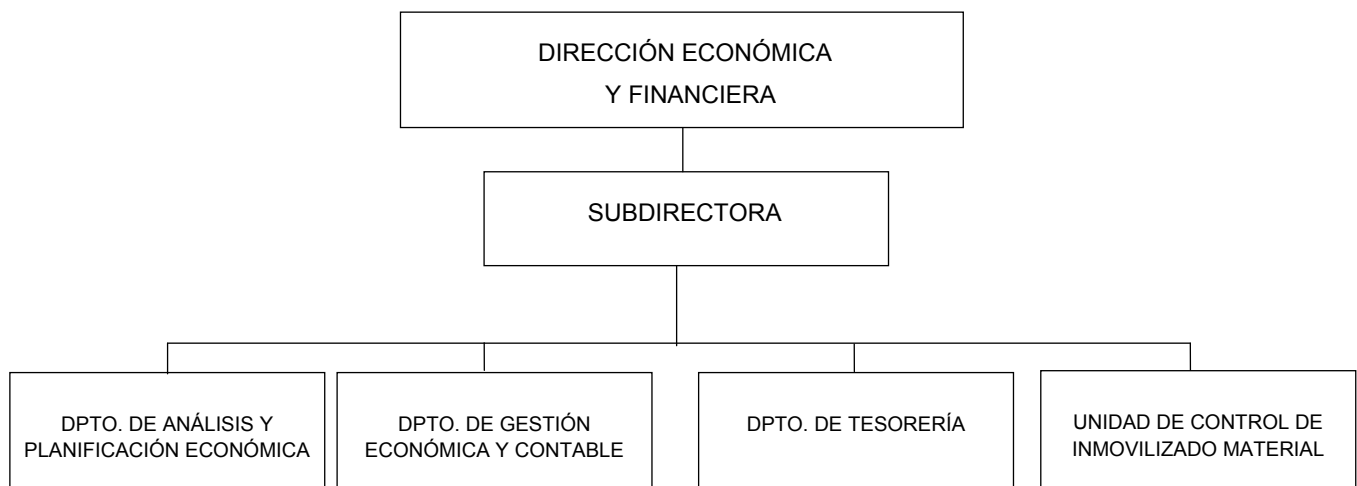 DIRECCIÓN ECONÓMICA
Y FINANCIERA
SUBDIRECTORA
DPTO. DE ANÁLISIS Y
PLANIFICACIÓN ECONÓMICA
DPTO. DE GESTIÓN
ECONÓMICA Y CONTABLE
DPTO. DE TESORERÍA
UNIDAD DE CONTROL DE
INMOVILIZADO MATERIAL